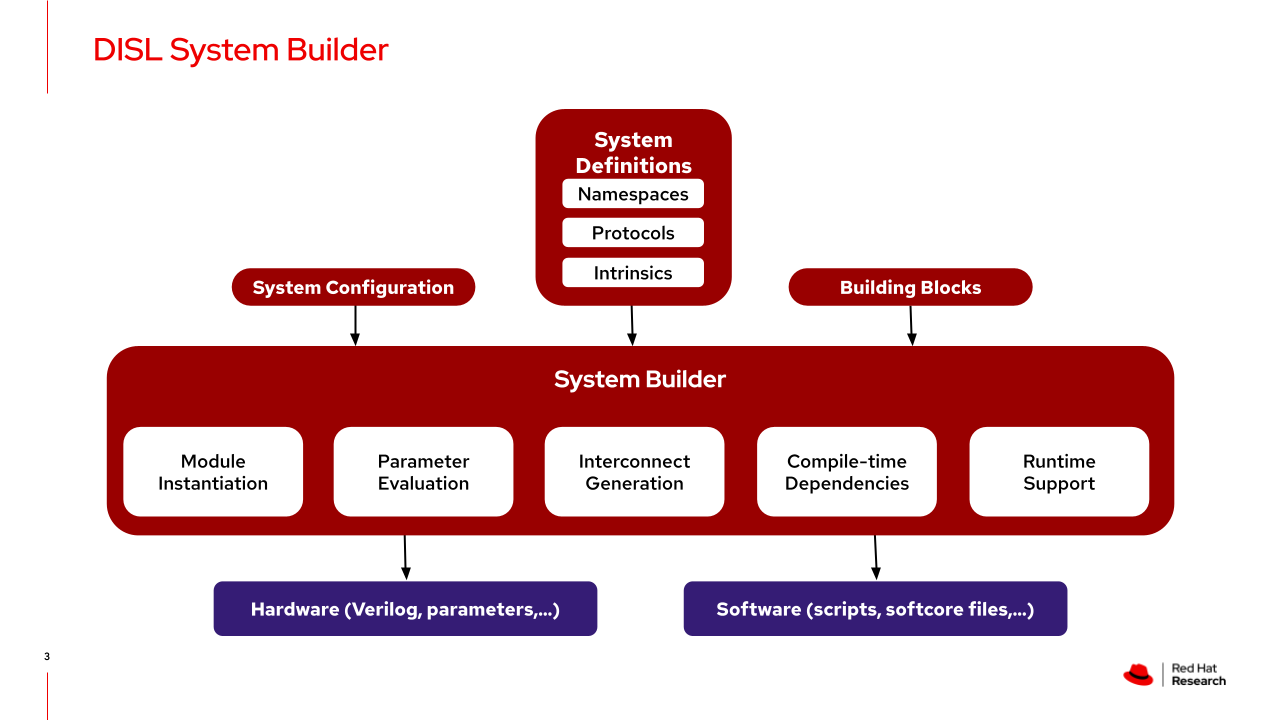 DISL System Builder
System
Definitions
Namespaces
Protocols
Intrinsics
System Configuration
Building Blocks
System Builder
Module
Instantiation
Parameter
Evaluation
Interconnect
Generation
Compile-time
Dependencies
Runtime
Support
Hardware (Verilog, parameters,...)
Software (scripts, softcore files,...)
3
Red Hat
Research